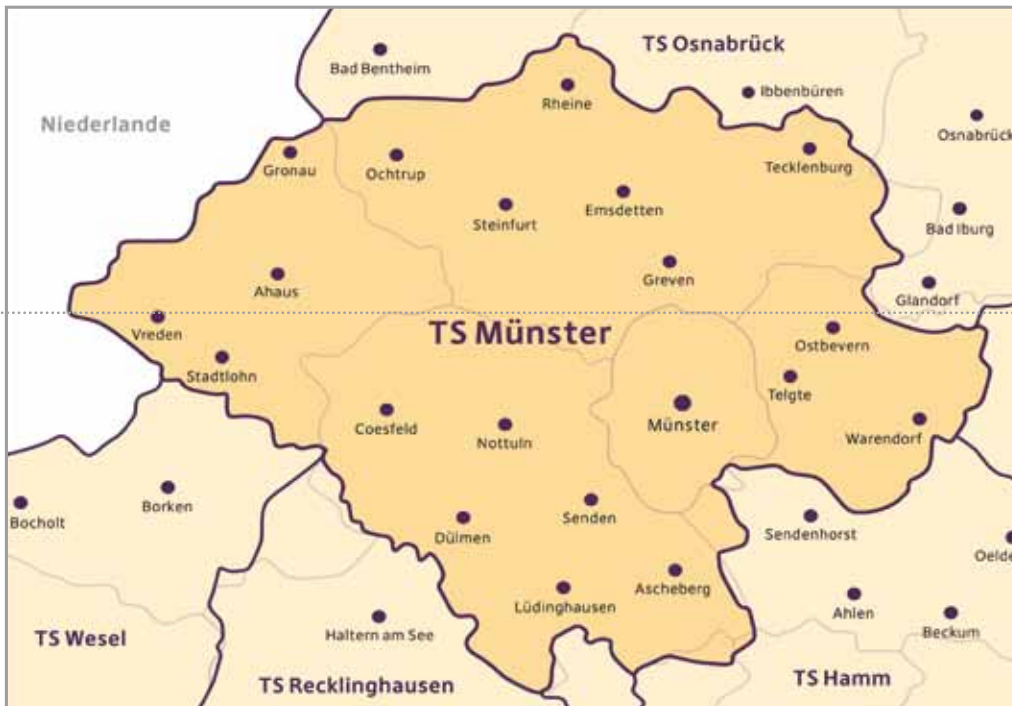 TS Osnabrück
Bad Bentheim
Rheine
Ibbenbüren
Niederlande
Osnabrück
Gronau
Ochtrup
Tecklenburg
Steinfurt
Emsdetten
Bad Iburg
Greven
Ahaus
Glandorf
Vreden
TS Münster
Ostbevern
Stadtlohn
Telgte
Coesfeld
Nottuln
Münster
Warendorf
Bocholt
Borken
Senden
Sendenhorst
Dülmen
Oelde
Ascheberg
Lüdinghausen
Ahlen
Beckum
TS Wesel
Haltern am See
TS Recklinghausen
TS Hamm